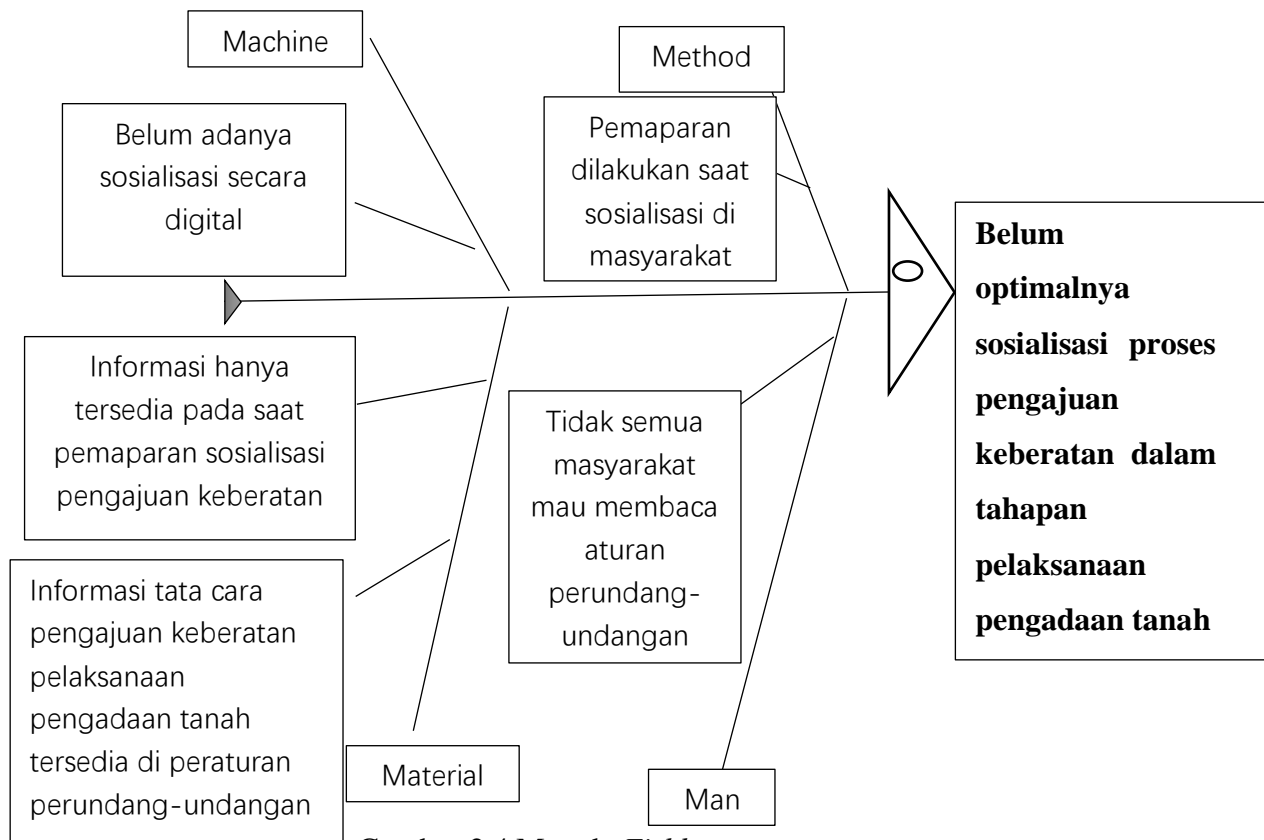 Machine
Method
Belum adanya
sosialisasi secara
digital
Pemaparan
dilakukan saat
sosialisasi di
masyarakat
Belum
optimalnya
sosialisasi proses
pengajuan
keberatan dalam
tahapan
pelaksanaan
pengadaan tanah
Informasi hanya
tersedia pada saat
pemaparan sosialisasi
pengajuan keberatan
Tidak semua
masyarakat
mau membaca
aturan
perundang-
undangan
Informasi tata cara
pengajuan keberatan
pelaksanaan
pengadaan tanah
tersedia di peraturan
perundang-undangan
Material
Man